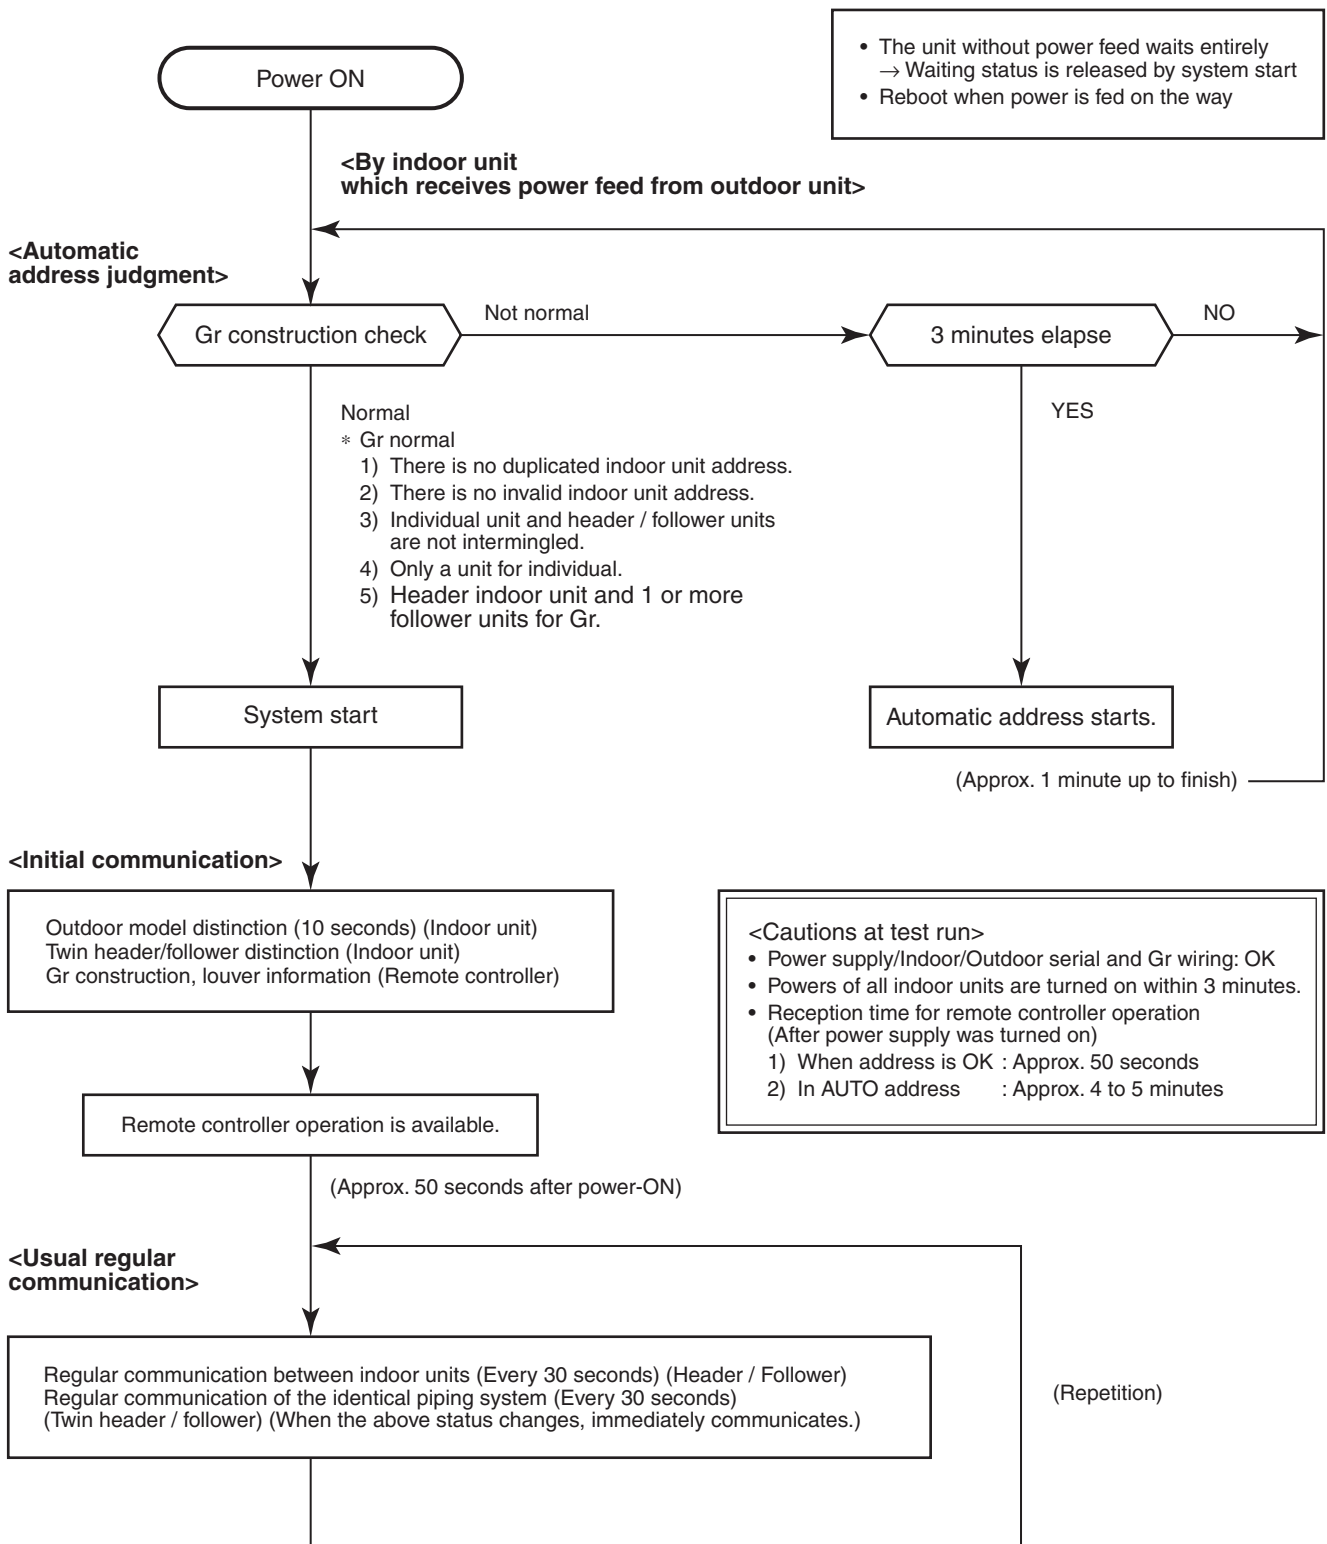 • The unit without power feed waits entirely
→ Waiting status is released by system start
• Reboot when power is fed on the way
Power ON
<By indoor unit
which receives power feed from outdoor unit>
<Automatic
address judgment>
Gr construction check
Not normal
3 minutes elapse
NO
Normal
* Gr normal
1) There is no duplicated indoor unit address.
2) There is no invalid indoor unit address.
3) Individual unit and header / follower units
are not intermingled.
4) Only a unit for individual.
5) Header indoor unit and 1 or more
follower units for Gr.
YES
System start
Automatic address starts.
(Approx. 1 minute up to finish)
<Initial communication>
Outdoor model distinction (10 seconds) (Indoor unit)
Twin header/follower distinction (Indoor unit)
Gr construction, louver information (Remote controller)
<Cautions at test run>
• Power supply/Indoor/Outdoor serial and Gr wiring: OK
• Powers of all indoor units are turned on within 3 minutes.
• Reception time for remote controller operation
(After power supply was turned on)
1) When address is OK : Approx. 50 seconds
2) In AUTO address : Approx. 4 to 5 minutes
Remote controller operation is available.
(Approx. 50 seconds after power-ON)
<Usual regular
communication>
Regular communication between indoor units (Every 30 seconds) (Header / Follower)
Regular communication of the identical piping system (Every 30 seconds)
(Twin header / follower) (When the above status changes, immediately communicates.)
(Repetition)